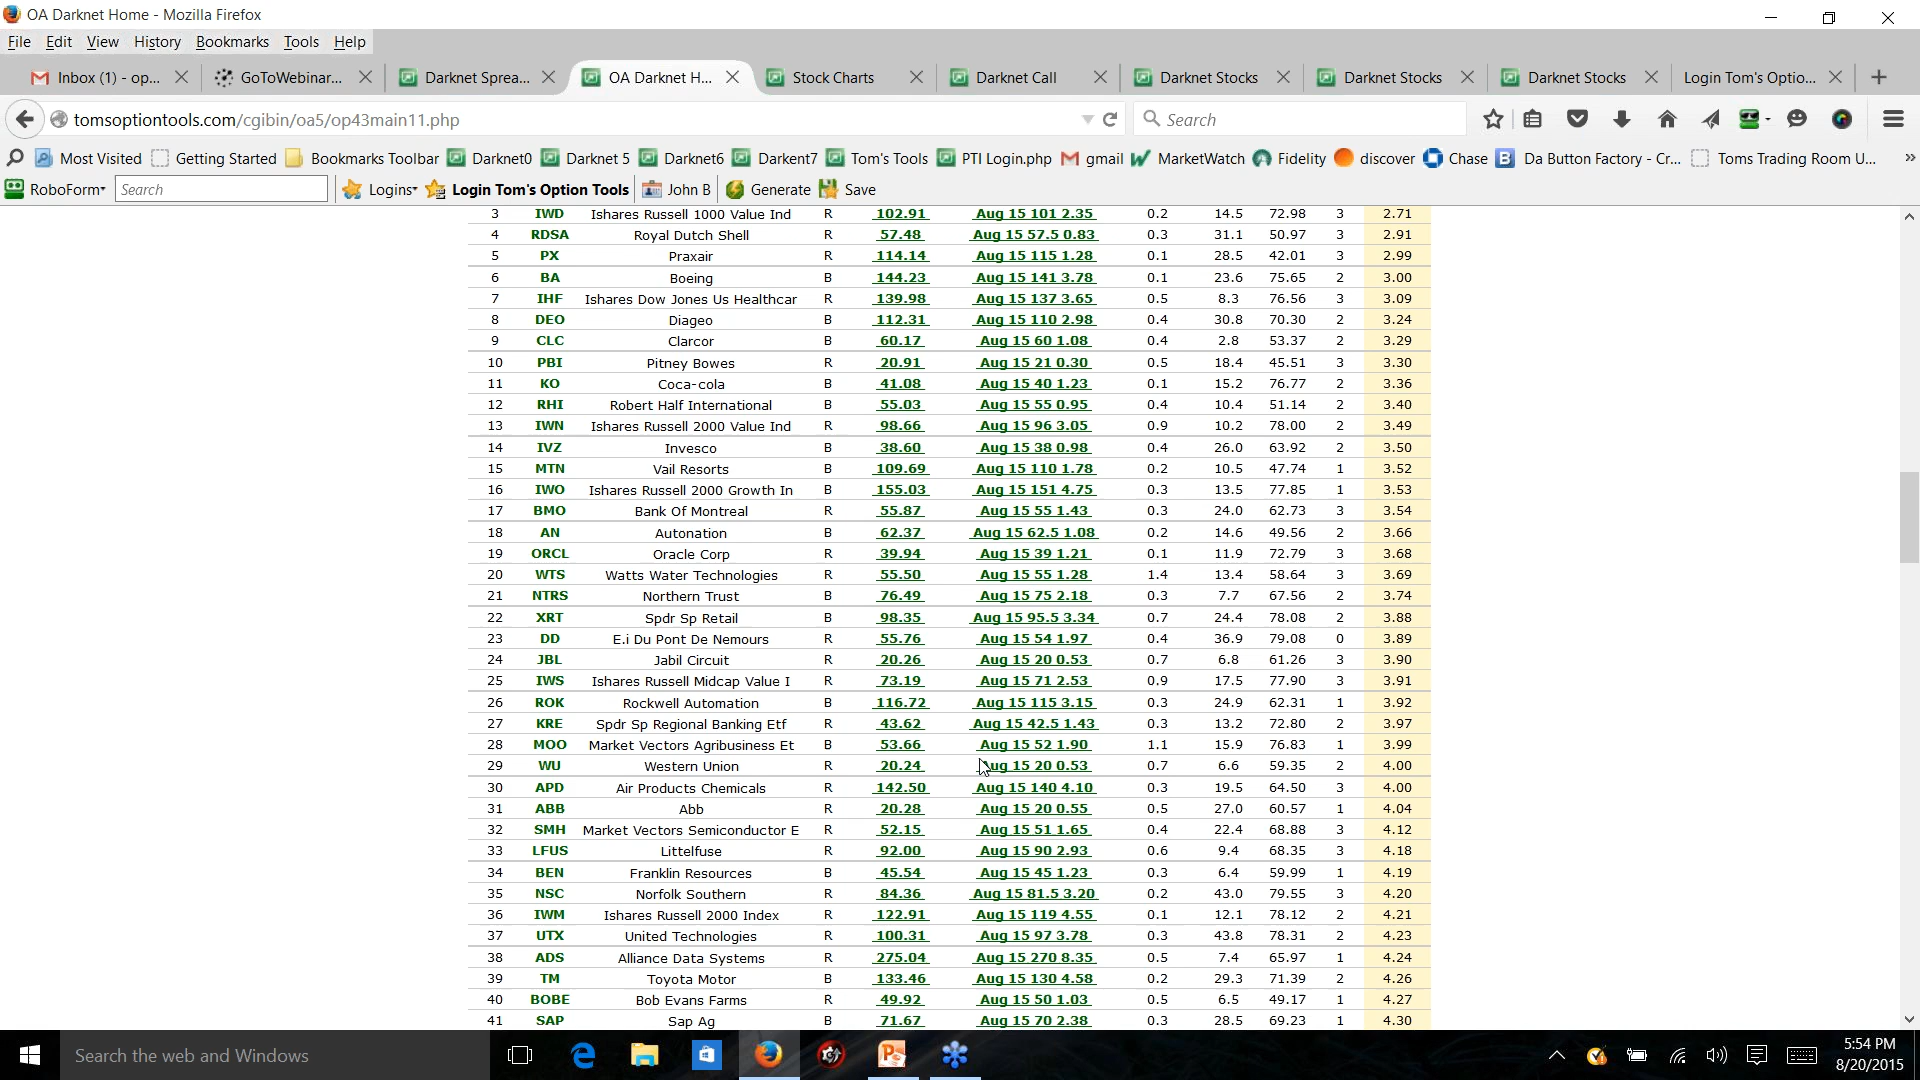 OA Darknet Home - Mozilla Firefox
File Edit View History Bookmarks Tools Help
Inbox (1) - op... GoToWebinar... Darknet Sprea... OA Darknet H... Stock Charts Darknet Call Darknet Stocks Darknet Stocks Darknet Stocks Login Tom's Optio...
tomsoptiontools.com/cgibin/oa5/op43main11.php Search
Most Visited Getting Started Bookmarks Toolbar Darknet0 Darknet 5 Darknet6 Darkent7 Tom's Tools PTI Login.php gmail MarketWatch Fidelity discover Chase Da Button Factory - Cr... Toms Trading Room U... »
RoboForm Search Logins Login Tom's Option Tools John B Generate Save
3 IWD Ishares Russell 1000 Value Ind R 102.91 Aug 15 101 2.35 0.2 14.5 72.98 3 2.71
4 RDSA Royal Dutch Shell R 57.48 Aug 15 57.5 0.83 0.3 31.1 50.97 3 2.91
5 PX Praxair R 114.14 Aug 15 115 1.28 0.1 28.5 42.01 3 2.99
6 BA Boeing B 144.23 Aug 15 141 3.78 0.1 23.6 75.65 2 3.00
7 IHF Ishares Dow Jones Us Healthcar R 139.98 Aug 15 137 3.65 0.5 8.3 76.56 3 3.09
8 DEO Diageo B 112.31 Aug 15 110 2.98 0.4 30.8 70.30 2 3.24
9 CLC Clarcor B 60.17 Aug 15 60 1.08 0.4 2.8 53.37 2 3.29
10 PBI Pitney Bowes R 20.91 Aug 15 21 0.30 0.5 18.4 45.51 3 3.30
11 KO Coca-cola B 41.08 Aug 15 40 1.23 0.1 15.2 76.77 2 3.36
12 RHI Robert Half International B 55.03 Aug 15 55 0.95 0.4 10.4 51.14 2 3.40
13 IWN Ishares Russell 2000 Value Ind R 98.66 Aug 15 96 3.05 0.9 10.2 78.00 2 3.49
14 IVZ Invesco B 38.60 Aug 15 38 0.98 0.4 26.0 63.92 2 3.50
15 MTN Vail Resorts B 109.69 Aug 15 110 1.78 0.2 10.5 47.74 1 3.52
16 IWO Ishares Russell 2000 Growth In B 155.03 Aug 15 151 4.75 0.3 13.5 77.85 1 3.53
17 BMO Bank Of Montreal R 55.87 Aug 15 55 1.43 0.3 24.0 62.73 3 3.54
18 AN Autonation B 62.37 Aug 15 62.5 1.08 0.2 14.6 49.56 2 3.66
19 ORCL Oracle Corp R 39.94 Aug 15 39 1.21 0.1 11.9 72.79 3 3.68
20 WTS Watts Water Technologies R 55.50 Aug 15 55 1.28 1.4 13.4 58.64 3 3.69
21 NTRS Northern Trust B 76.49 Aug 15 75 2.18 0.3 7.7 67.56 2 3.74
22 XRT Spdr Sp Retail B 98.35 Aug 15 95.5 3.34 0.7 24.4 78.08 2 3.88
23 DD E.i Du Pont De Nemours R 55.76 Aug 15 54 1.97 0.4 36.9 79.08 0 3.89
24 JBL Jabil Circuit R 20.26 Aug 15 20 0.53 0.7 6.8 61.26 3 3.90
25 IWS Ishares Russell Midcap Value I R 73.19 Aug 15 71 2.53 0.9 17.5 77.90 3 3.91
26 ROK Rockwell Automation B 116.72 Aug 15 115 3.15 0.3 24.9 62.31 1 3.92
27 KRE Spdr Sp Regional Banking Etf R 43.62 Aug 15 42.5 1.43 0.3 13.2 72.80 2 3.97
28 MOO Market Vectors Agribusiness Et B 53.66 Aug 15 52 1.90 1.1 15.9 76.83 1 3.99
29 WU Western Union R 20.24 Aug 15 20 0.53 0.7 6.6 59.35 2 4.00
30 APD Air Products Chemicals R 142.50 Aug 15 140 4.10 0.3 19.5 64.50 3 4.00
31 ABB Abb R 20.28 Aug 15 20 0.55 0.5 27.0 60.57 1 4.04
32 SMH Market Vectors Semiconductor E R 52.15 Aug 15 51 1.65 0.4 22.4 68.88 3 4.12
33 LFUS Littelfuse R 92.00 Aug 15 90 2.93 0.6 9.4 68.35 3 4.18
34 BEN Franklin Resources B 45.54 Aug 15 45 1.23 0.3 6.4 59.99 1 4.19
35 NSC Norfolk Southern R 84.36 Aug 15 81.5 3.20 0.2 43.0 79.55 3 4.20
36 IWM Ishares Russell 2000 Index R 122.91 Aug 15 119 4.55 0.1 12.1 78.12 2 4.21
37 UTX United Technologies R 100.31 Aug 15 97 3.78 0.3 43.8 78.31 2 4.23
38 ADS Alliance Data Systems R 275.04 Aug 15 270 8.35 0.5 7.4 65.97 1 4.24
39 TM Toyota Motor B 133.46 Aug 15 130 4.58 0.2 29.3 71.39 2 4.26
40 BOBE Bob Evans Farms R 49.92 Aug 15 50 1.03 0.5 6.5 49.17 1 4.27
41 SAP Sap Ag B 71.67 Aug 15 70 2.38 0.3 28.5 69.23 1 4.30
Search the web and Windows 5:54 PM
8/20/2015